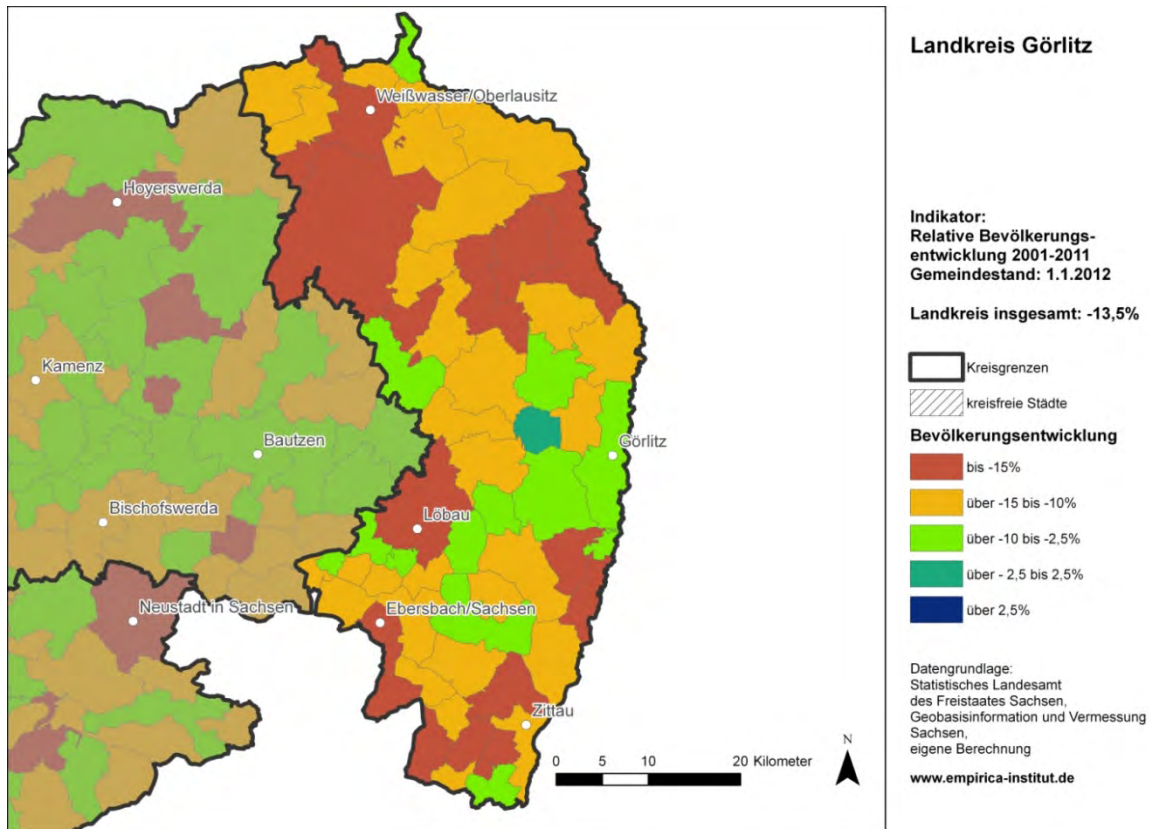 Weißwasser/Oberlausitz
Hoyerswerda
Kamenz
Bautzen
Görlitz
Bischofswerda
Löbau
Neustadt in Sachsen
Ebersbach/Sachsen
Zittau
0 5 10 20 Kilometer
N
Landkreis Görlitz
Indikator:
Relative Bevölkerungs-
entwicklung 2001-2011
Gemeindestand: 1.1.2012
Landkreis insgesamt: -13,5%
Kreisgrenzen
kreisfreie Städte
Bevölkerungsentwicklung
bis -15%
über -15 bis -10%
über -10 bis -2,5%
über - 2,5 bis 2,5%
über 2,5%
Datengrundlage:
Statistisches Landesamt
des Freistaates Sachsen,
Geobasisinformation und Vermessung
Sachsen,
eigene Berechnung
www.empirica-institut.de